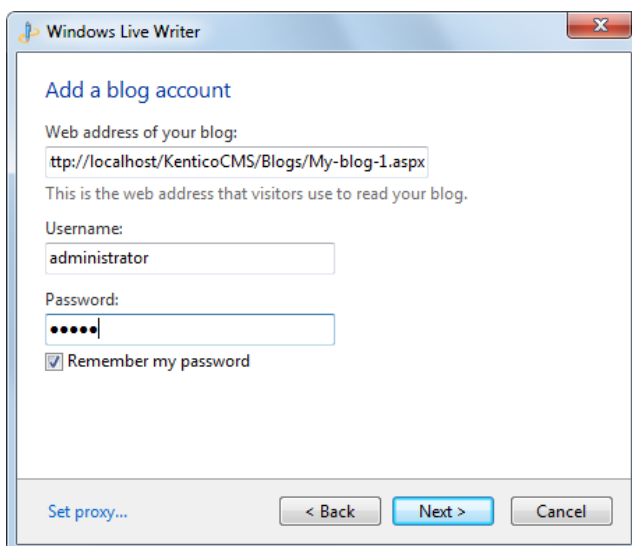 Windows Live Writer
Add a blog account
Web address of your blog:
ttp://localhost/KenticoCMS/Blogs/My-blog-1.aspx
This is the web address that visitors use to read your blog.
Username:
administrator
Password:
•••••
Remember my password
Set proxy... < Back Next > Cancel